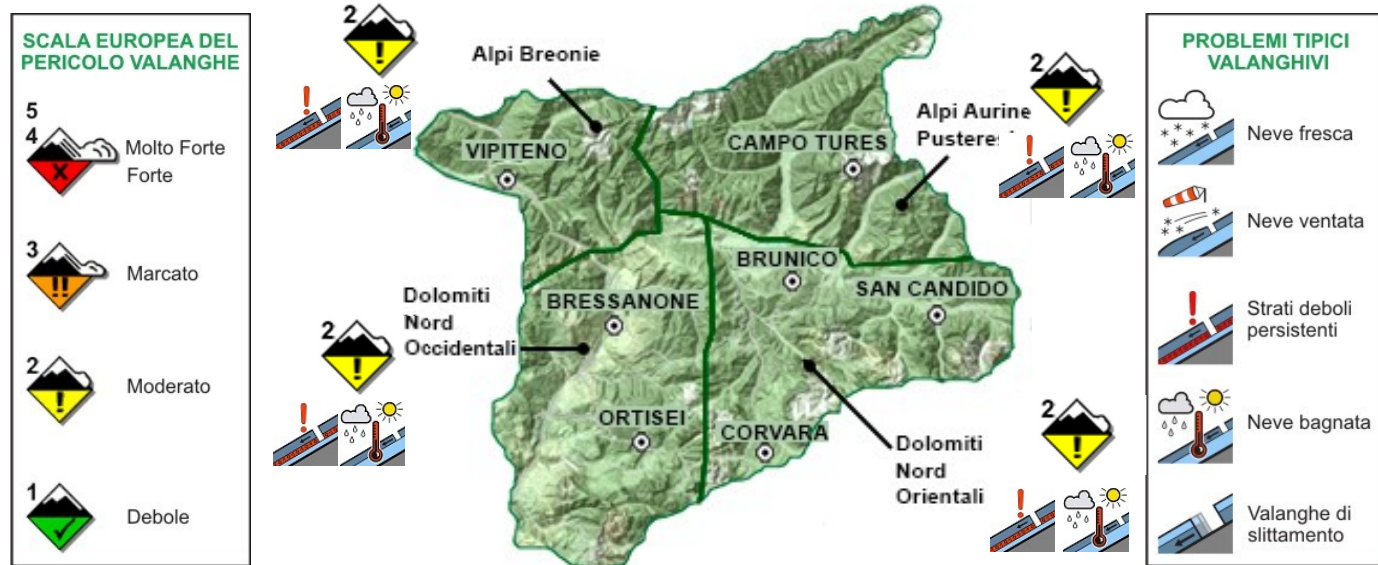 SCALA EUROPEA DEL
PERICOLO VALANGHE
5
4
Molto Forte
Forte
3
Marcato
2
Moderato
1
Debole
2
Alpi Breonie
VIPITENO
CAMPO TURES
Alpi Aurine
2
BRUNICO
SAN CANDIDO
Dolomiti
Nord
Occidentali
BRESSANONE
2
ORTISEI
CORVARA
Dolomiti
Nord
Orientali
2
PROBLEMI TIPICI
VALANGHIVI
Neve fresca
Neve ventata
Strati deboli
persistenti
Neve bagnata
Valanghe di
slittamento